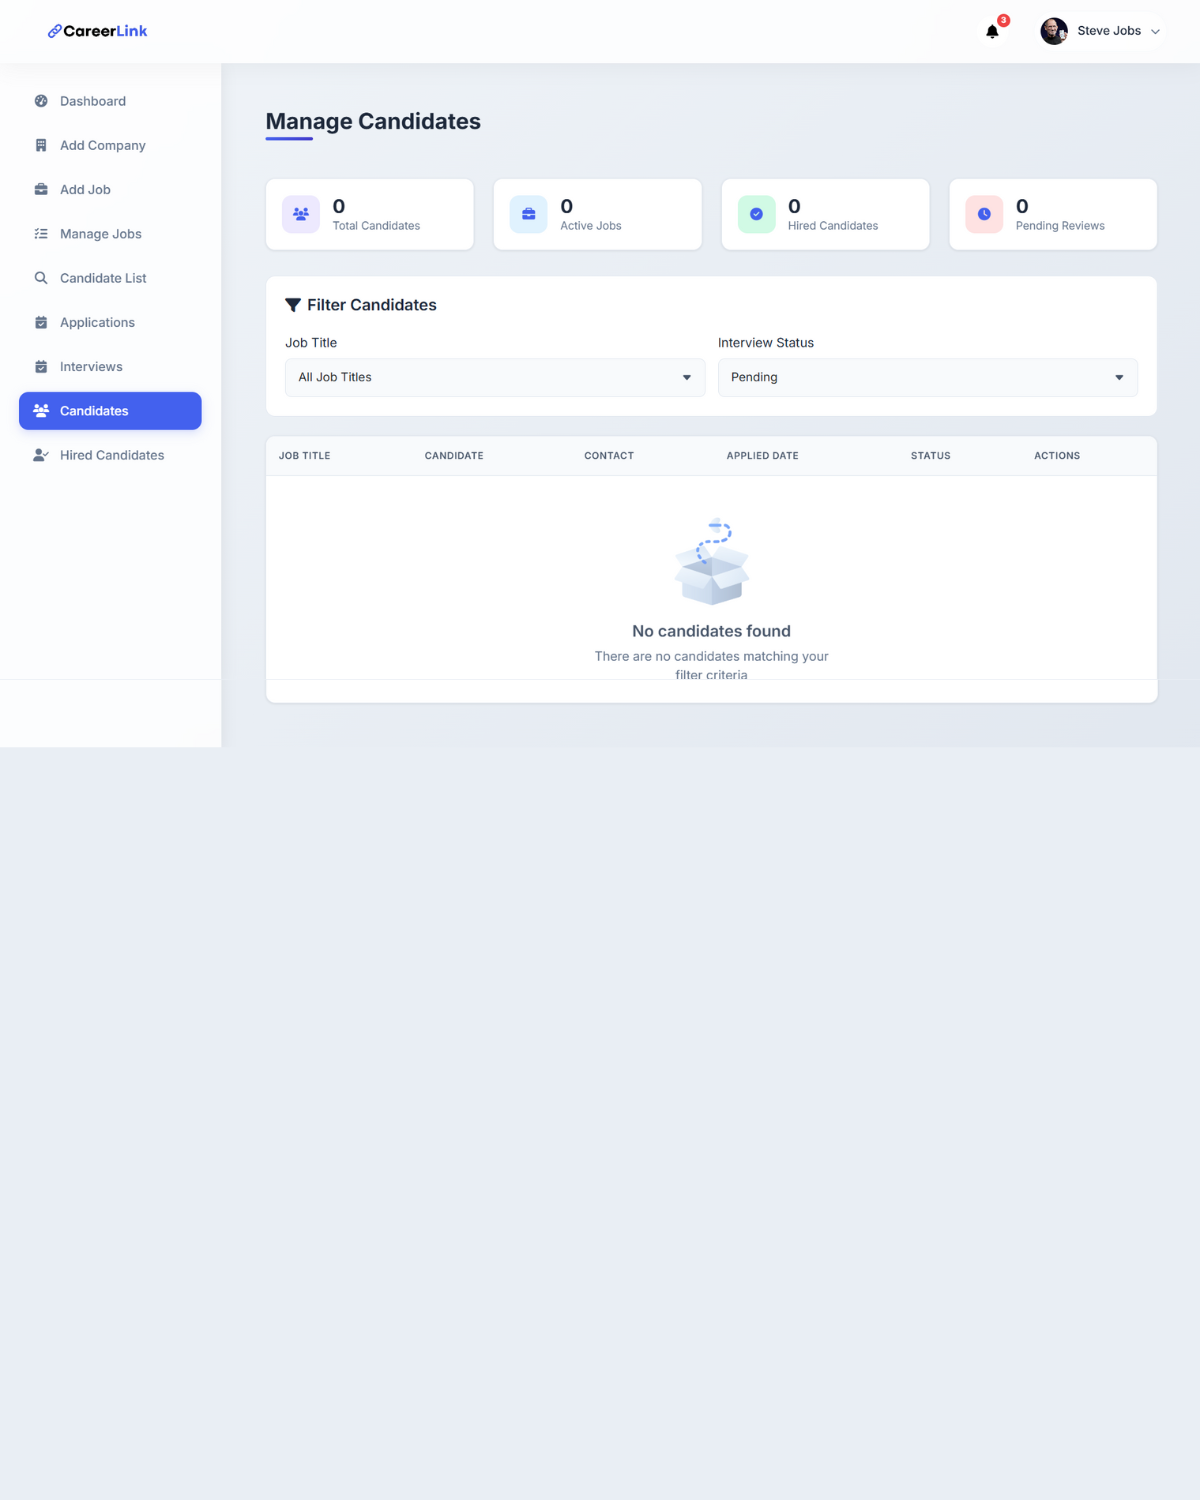 CareerLink
3
Steve Jobs
Dashboard
Add Company
Add Job
Manage Jobs
Candidate List
Applications
Interviews
Candidates
Hired Candidates
Manage Candidates
0
Total Candidates
0
Active Jobs
0
Hired Candidates
0
Pending Reviews
Filter Candidates
Job Title
All Job Titles
Interview Status
Pending
JOB TITLE CANDIDATE CONTACT APPLIED DATE STATUS ACTIONS
No candidates found
There are no candidates matching your
filter criteria